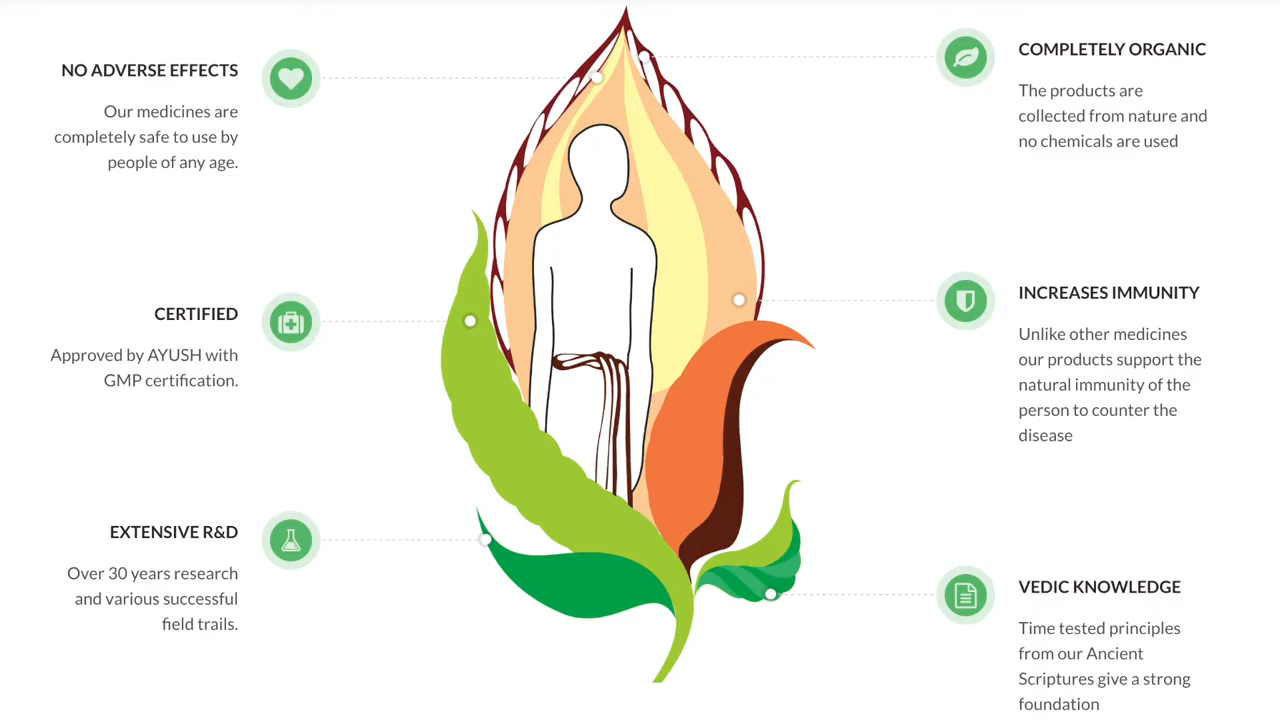 NO ADVERSE EFFECTS
Our medicines are
completely safe to use by
people of any age.
CERTIFIED
Approved by AYUSH with
GMP certification.
EXTENSIVE R&D
Over 30 years research
and various successful
field trails.
COMPLETELY ORGANIC
The products are
collected from nature and
no chemicals are used
INCREASES IMMUNITY
Unlike other medicines
our products support the
natural immunity of the
person to counter the
disease
VEDIC KNOWLEDGE
Time tested principles
from our Ancient
Scriptures give a strong
foundation